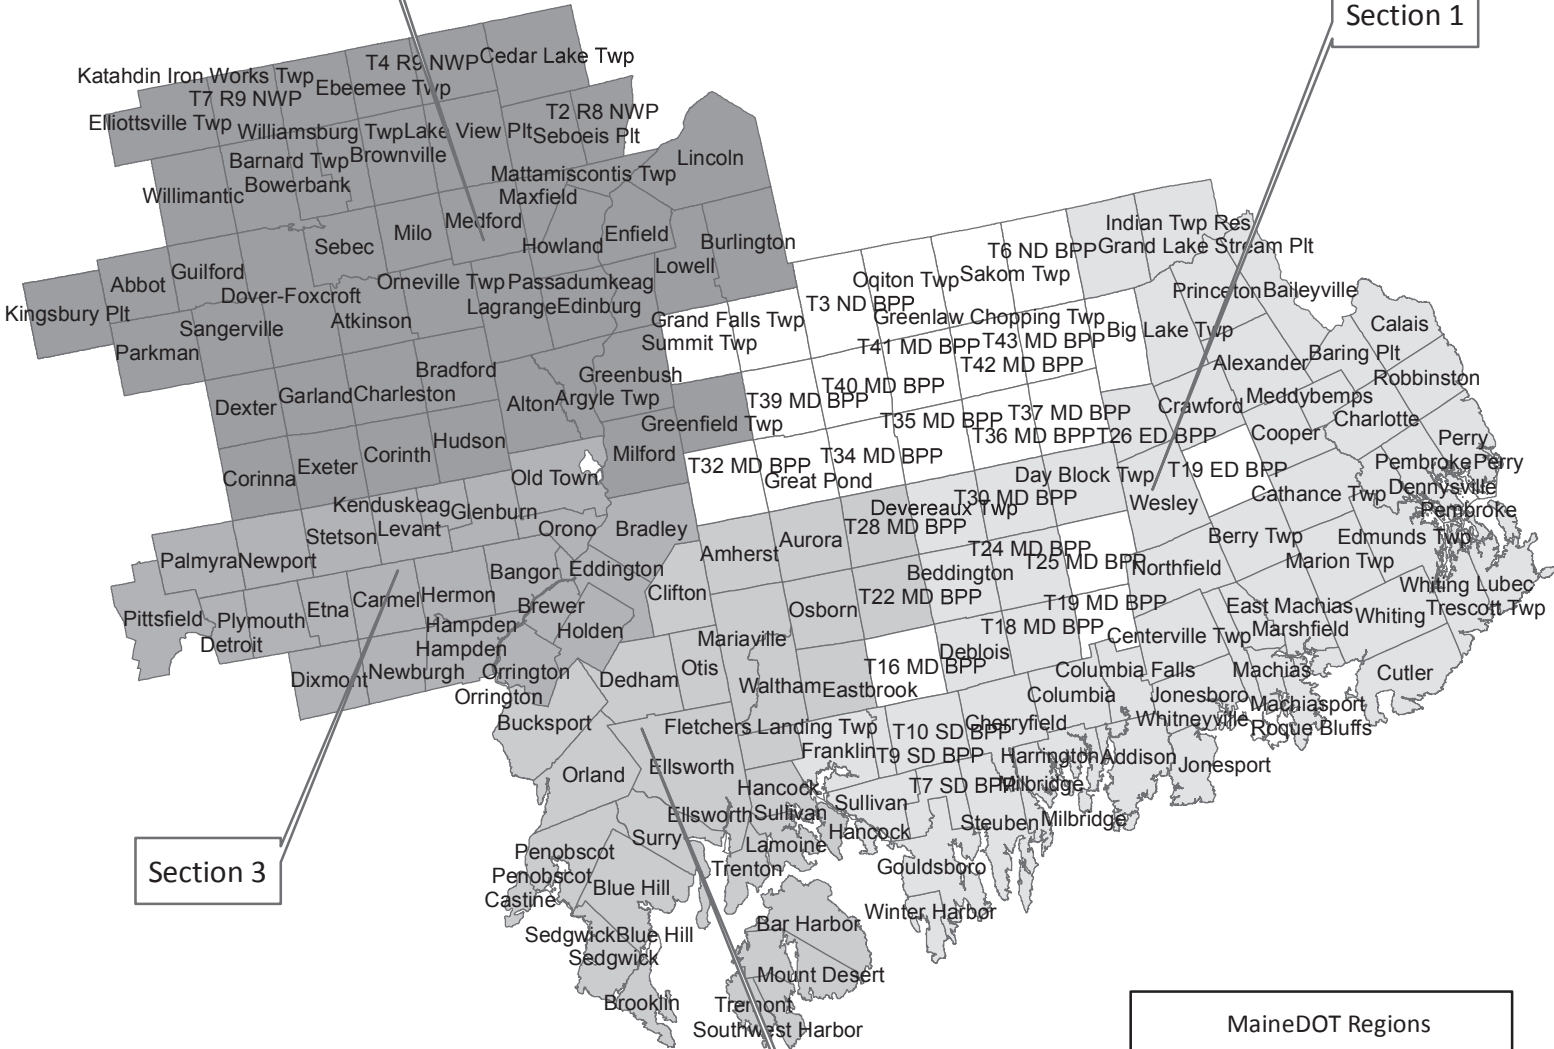 Section 1
Cedar Lake Twp
T4 R9 NWP
Katahdin Iron Works Twp
Ebeemee Twp
T7 R9 NWP
T2 R8 NWP
Elliottsville Twp
Williamsburg Twp
Lake View Plt
Seboeis Plt
Barnard Twp
Brownville
Lincoln
Bowerbank
Mattamiscontis Twp
Willimantic
Maxfield
Medford
Indian Twp Res
Sebec
Milo
Howland
Enfield
Burlington
T6 ND BPP
Grand Lake Stream Plt
Abbot
Guilford
Lowell
Orneville Twp
Passadumkeag
Oqiton Twp
Sakom Twp
Dover-Foxcroft
Princeton
Baileyville
Kingsbury Plt
Lagrange
Edinburg
T3 ND BPP
Sangerville
Atkinson
Grand Falls Twp
Greenlaw Chopping Twp
Big Lake Twp
Calais
Summit Twp
T41 MD BPP
T43 MD BPP
Parkman
Bradford
T42 MD BPP
Alexander
Baring Plt
Greenbush
T40 MD BPP
Robbinston
Dexter
Garland
Charleston
Alton
Argyle Twp
T39 MD BPP
Crawford
Meddybemps
Greenfield Twp
T35 MD BPP
T37 MD BPP
Charlotte
Hudson
T36 MD BPP
T26 ED BPP
Cooper
Perry
Corinth
Milford
T34 MD BPP
Exeter
T32 MD BPP
T19 ED BPP
Pembroke
Perry
Corinna
Old Town
Great Pond
Day Block Twp
Dennysville
Kenduskeag
T30 MD BPP
Wesley
Cathance Twp
Glenburn
Devereaux Twp
Pembroke
Levant
Orono
Bradley
T28 MD BPP
Stetson
Aurora
Berry Twp
Edmunds Twp
Palmyra
Newport
Amherst
T24 MD BPP
T25 MD BPP
Marion Twp
Bangor
Eddington
Beddington
Northfield
Clifton
T22 MD BPP
Whiting
Lubec
Carmel
Hermon
Etna
Brewer
Osborn
T19 MD BPP
East Machias
Whiting
Trescott Twp
Pittsfield
Plymouth
Hampden
Holden
T18 MD BPP
Marshfield
Detroit
Hampden
Mariaville
Deblois
Centerville Twp
Dixmont
Newburgh
Orrington
Dedham
Otis
T16 MD BPP
Columbia Falls
Machias
Cutler
Orrington
Waltham
Eastbrook
Columbia
Jonesboro
Machiasport
Bucksport
Fletchers Landing Twp
T10 SD BPP
Cherryfield
Whitneyville
Roque Bluffs
Franklin
T9 SD BPP
Harrington
Addison
Jonesport
Orland
Ellsworth
Hancock
T7 SD BPP
Milbridge
Ellsworth
Sullivan
Sullivan
Steuben
Milbridge
Surry
Lamoine
Hancock
Penobscot
Trenton
Gouldsboro
Section 3
Penobscot
Blue Hill
Castine
Bar Harbor
Winter Harbor
Sedgwick
Blue Hill
Sedgwick
Mount Desert
Brooklin
Tremont
Southwest Harbor
MaineDOT Regions